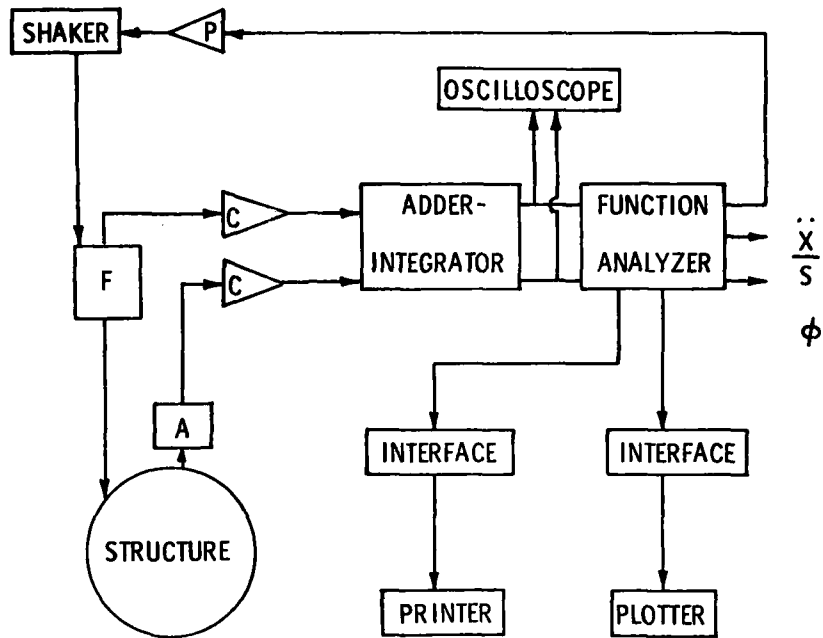 SHAKER
P
OSCILLOSCOPE
C
ADDER-
INTEGRATOR
FUNCTION
ANALYZER
Ẍ
S
F
C
ϕ
A
INTERFACE
INTERFACE
STRUCTURE
PRINTER
PLOTTER